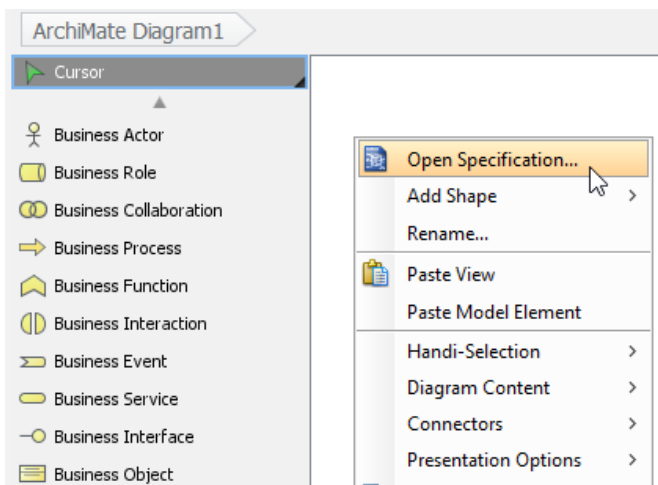 ArchiMate Diagram1
Cursor
Business Actor
Business Role
Business Collaboration
Business Process
Business Function
Business Interaction
Business Event
Business Service
Business Interface
Business Object
Open Specification...
Add Shape
Rename...
Paste View
Paste Model Element
Handi-Selection
Diagram Content
Connectors
Presentation Options